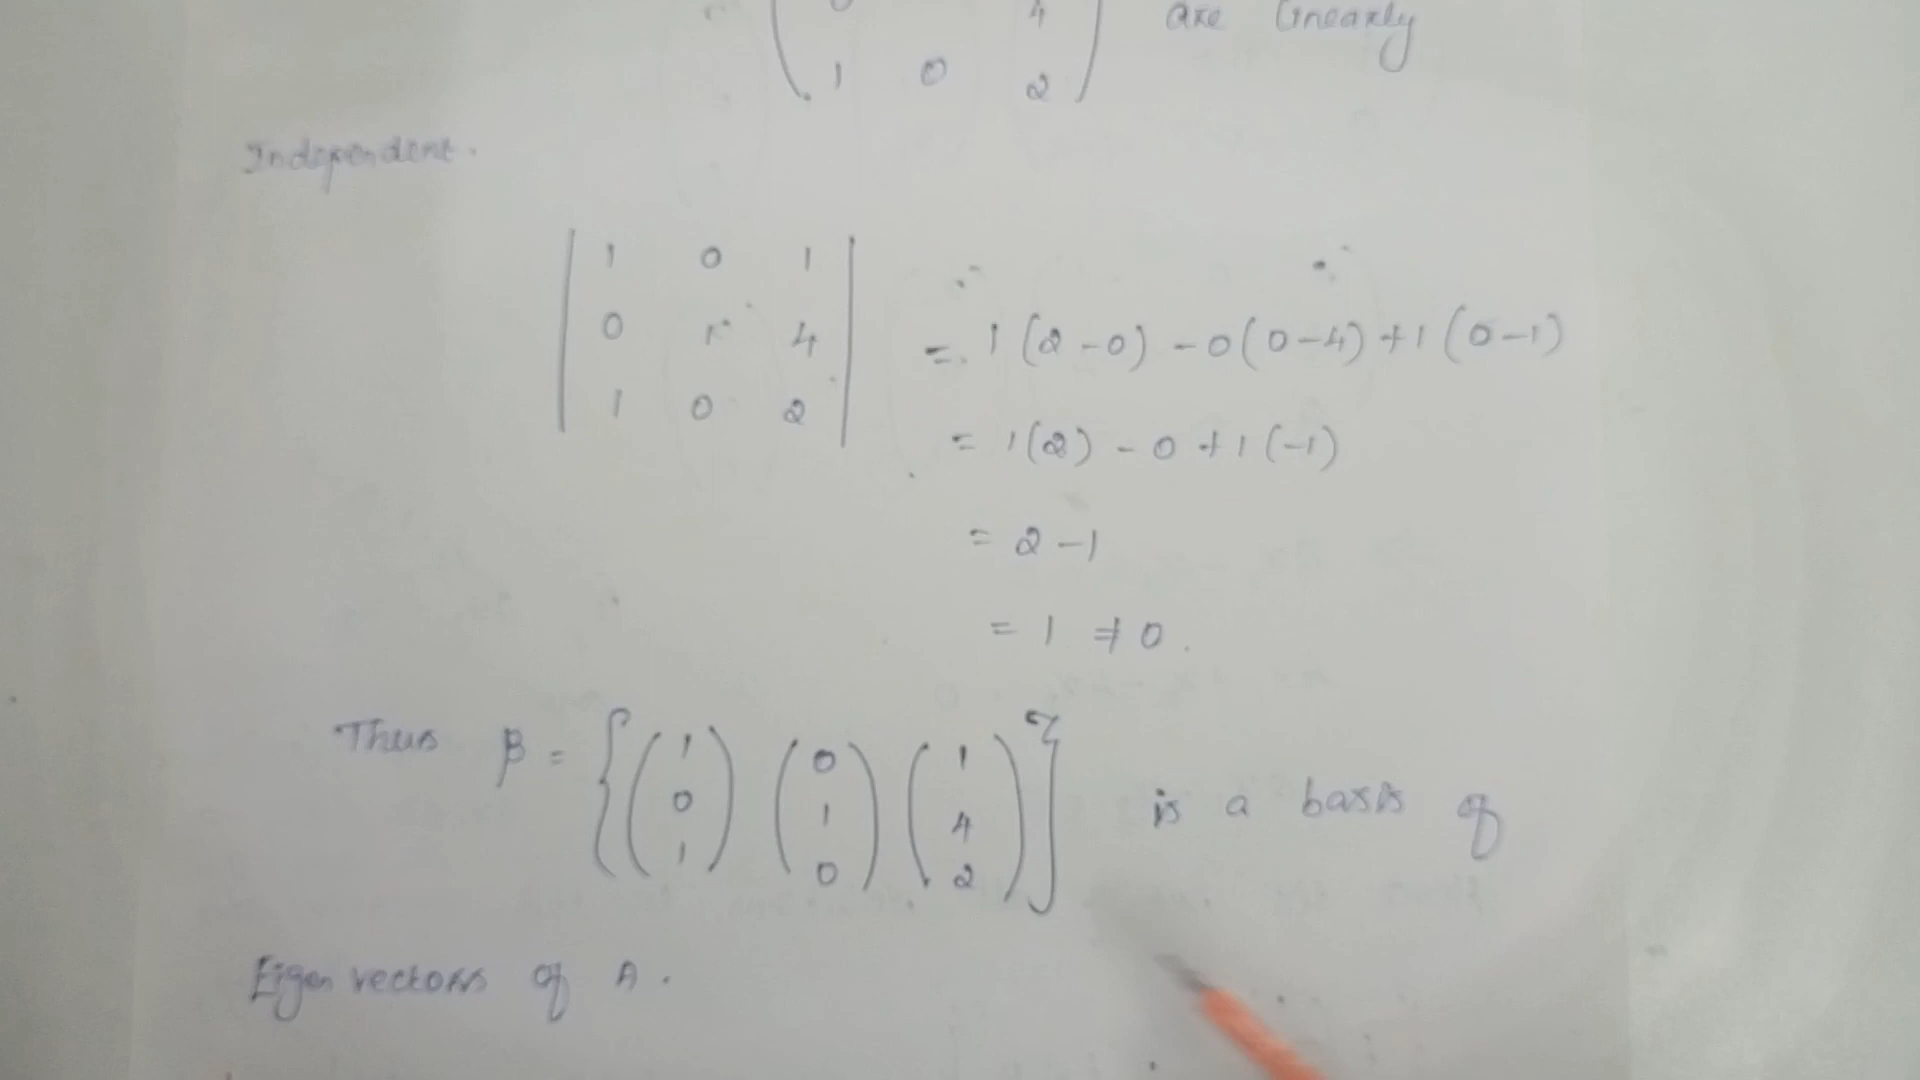 4 are linearly
1 0 2
Independent.
1 0 1
0 1 4 = 1 (2-0) -0(0-4) +1 (0-1)
1 0 2
= 1(2) - 0 +1 (-1)
= 2 -1
= 1 ≠ 0.
Thus β = {(1 0 1) (0 1 0) (1 4 2)} is a basis of
Eigen vectors of A.